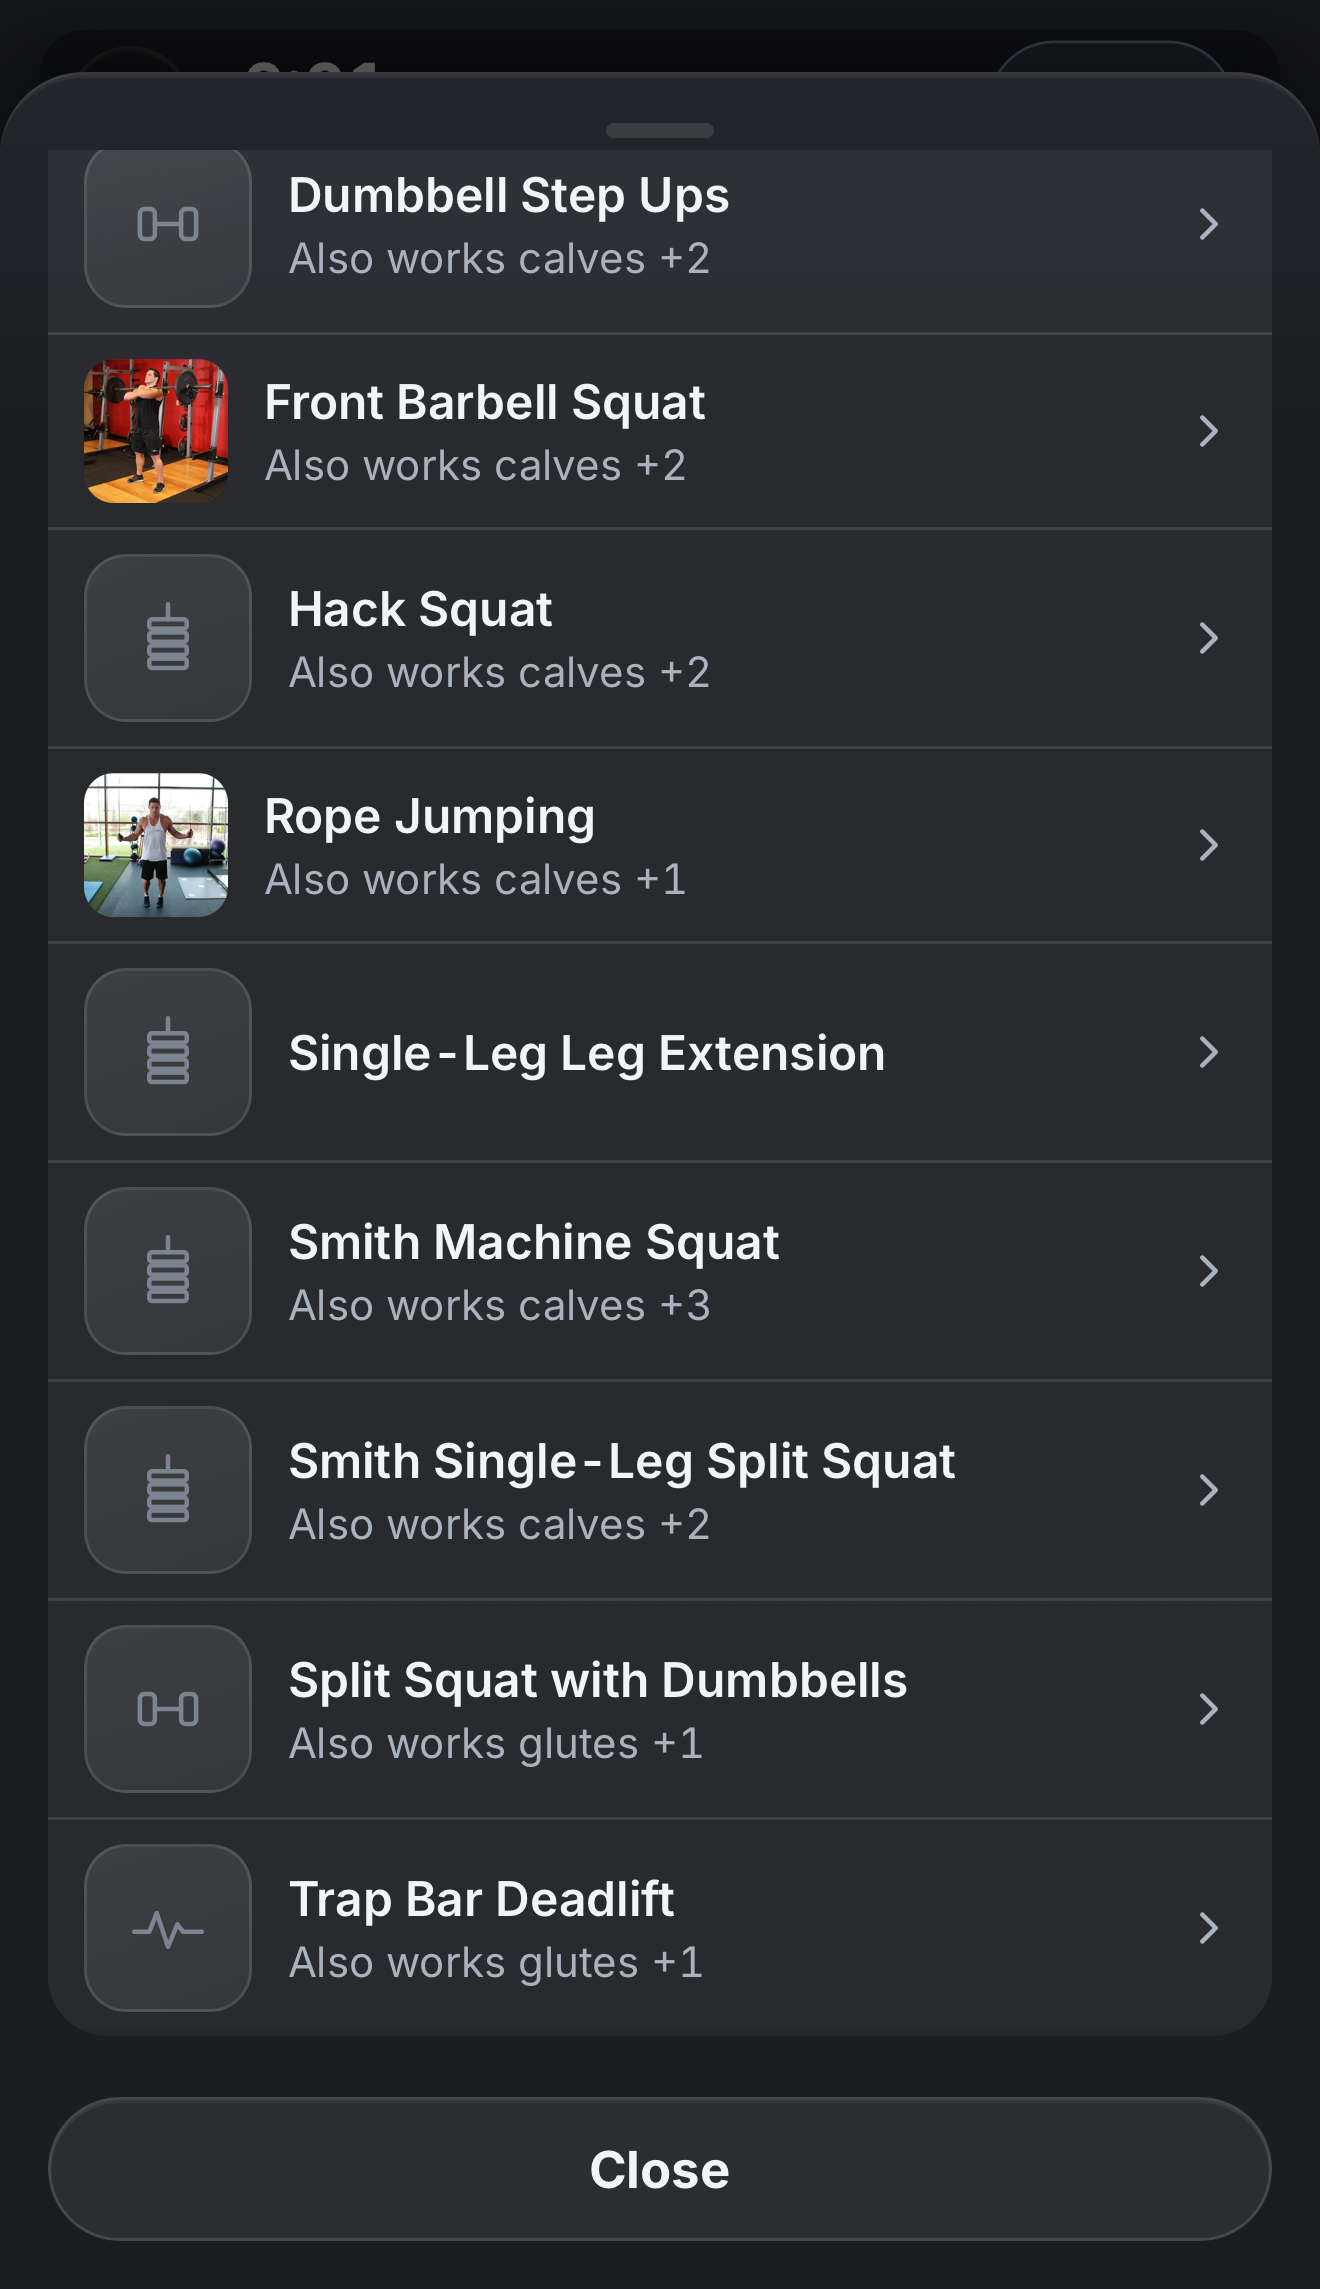 Dumbbell Step Ups
Also works calves +2
Front Barbell Squat
Also works calves +2
Hack Squat
Also works calves +2
Rope Jumping
Also works calves +1
Single-Leg Leg Extension
Smith Machine Squat
Also works calves +3
Smith Single-Leg Split Squat
Also works calves +2
Split Squat with Dumbbells
Also works glutes +1
Trap Bar Deadlift
Also works glutes +1
Close